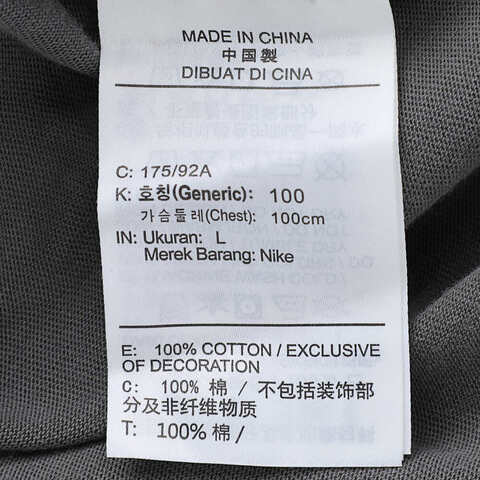 MADE IN CHINA
中国製
DIBUAT DI CINA
C: 175/92A
K: 호칭(Generic): 100
가슴둘레(Chest): 100cm
IN: Ukuran: L
Merek Barang: Nike
E: 100% COTTON / EXCLUSIVE
OF DECORATION
C: 100% 棉 / 不包括装饰部
分及非纤维物质
T: 100% 棉 /